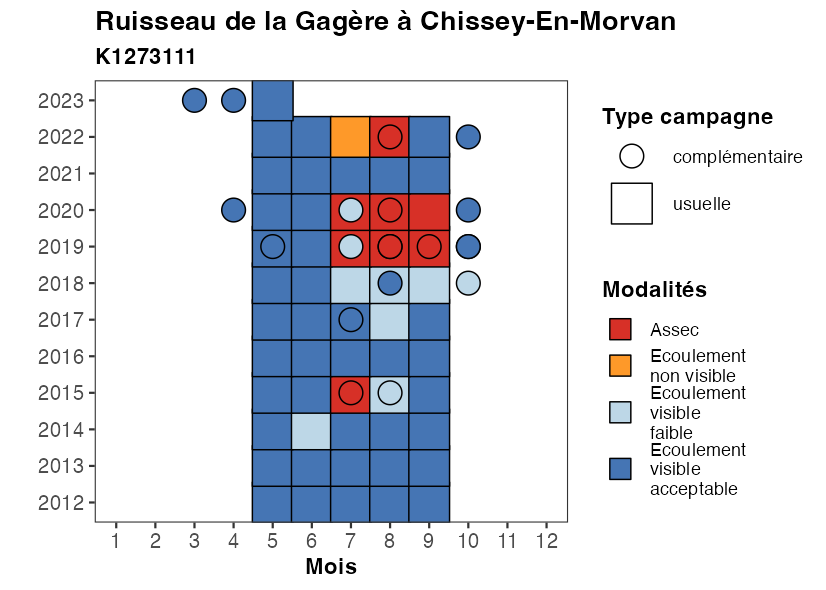 Ruisseau de la Gagère à Chissey-En-Morvan
K1273111
2023
2022
2021
2020
2019
2018
2017
2016
2015
2014
2013
2012
1 2 3 4 5 6 7 8 9 10 11 12
Mois
Type campagne
complémentaire
usuelle
Modalités
Assec
Ecoulement
non visible
Ecoulement
visible
faible
Ecoulement
visible
acceptable